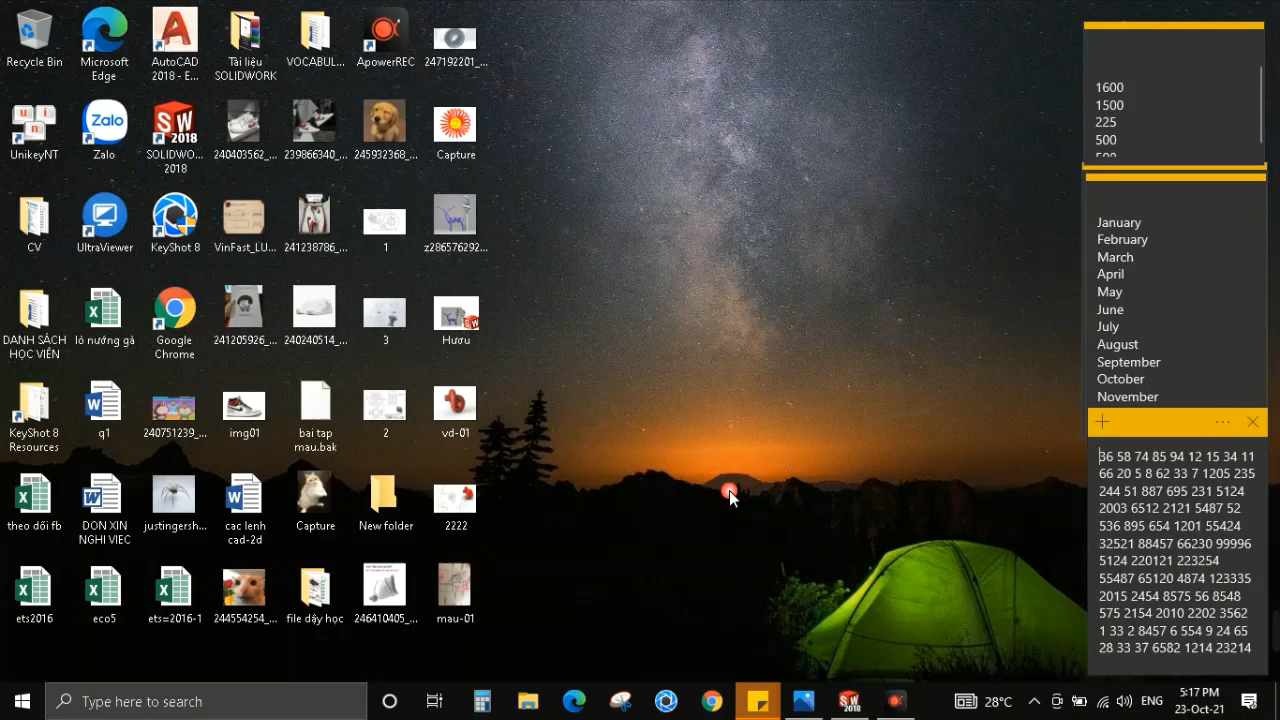 Recycle Bin
Microsoft
Edge
AutoCAD
2018 - E...
Tài liệu
SOLIDWORK
VOCABUL...
ApowerREC
247192201_...
UnikeyNT
Zalo
SOLIDWO...
2018
240403562_...
239866340_...
245932368_...
Capture
CV
UltraViewer
KeyShot 8
VinFast_LU...
241238786_...
1
z286576292...
DANH SÁCH
HỌC VIÊN
lò nướng gà
Google
Chrome
241205926_...
240240514_...
3
Hươu
KeyShot 8
Resources
q1
240751239_...
img01
bai tap
mau.bak
2
vd-01
theo dõi fb
DON XIN
NGHI VIEC
justingersh...
cac lenh
cad-2d
Capture
New folder
2222
ets2016
eco5
ets=2016-1
244554254_...
file dậy học
246410405_...
mau-01
1600
1500
225
500
500
January
February
March
April
May
June
July
August
September
October
November
36 58 74 85 94 12 15 34 11
66 20 5 8 62 33 7 1205 235
244 51 887 695 231 5124
2003 6512 2121 5487 52
536 895 654 1201 55424
32521 88457 66230 99996
5124 220121 223254
55487 65120 4874 123335
2015 2454 8575 56 8548
575 2154 2010 2202 3562
1 33 2 8457 6 554 9 24 65
28 33 37 6582 1214 23214
Type here to search
28°C
ENG
5:17 PM
23-Oct-21